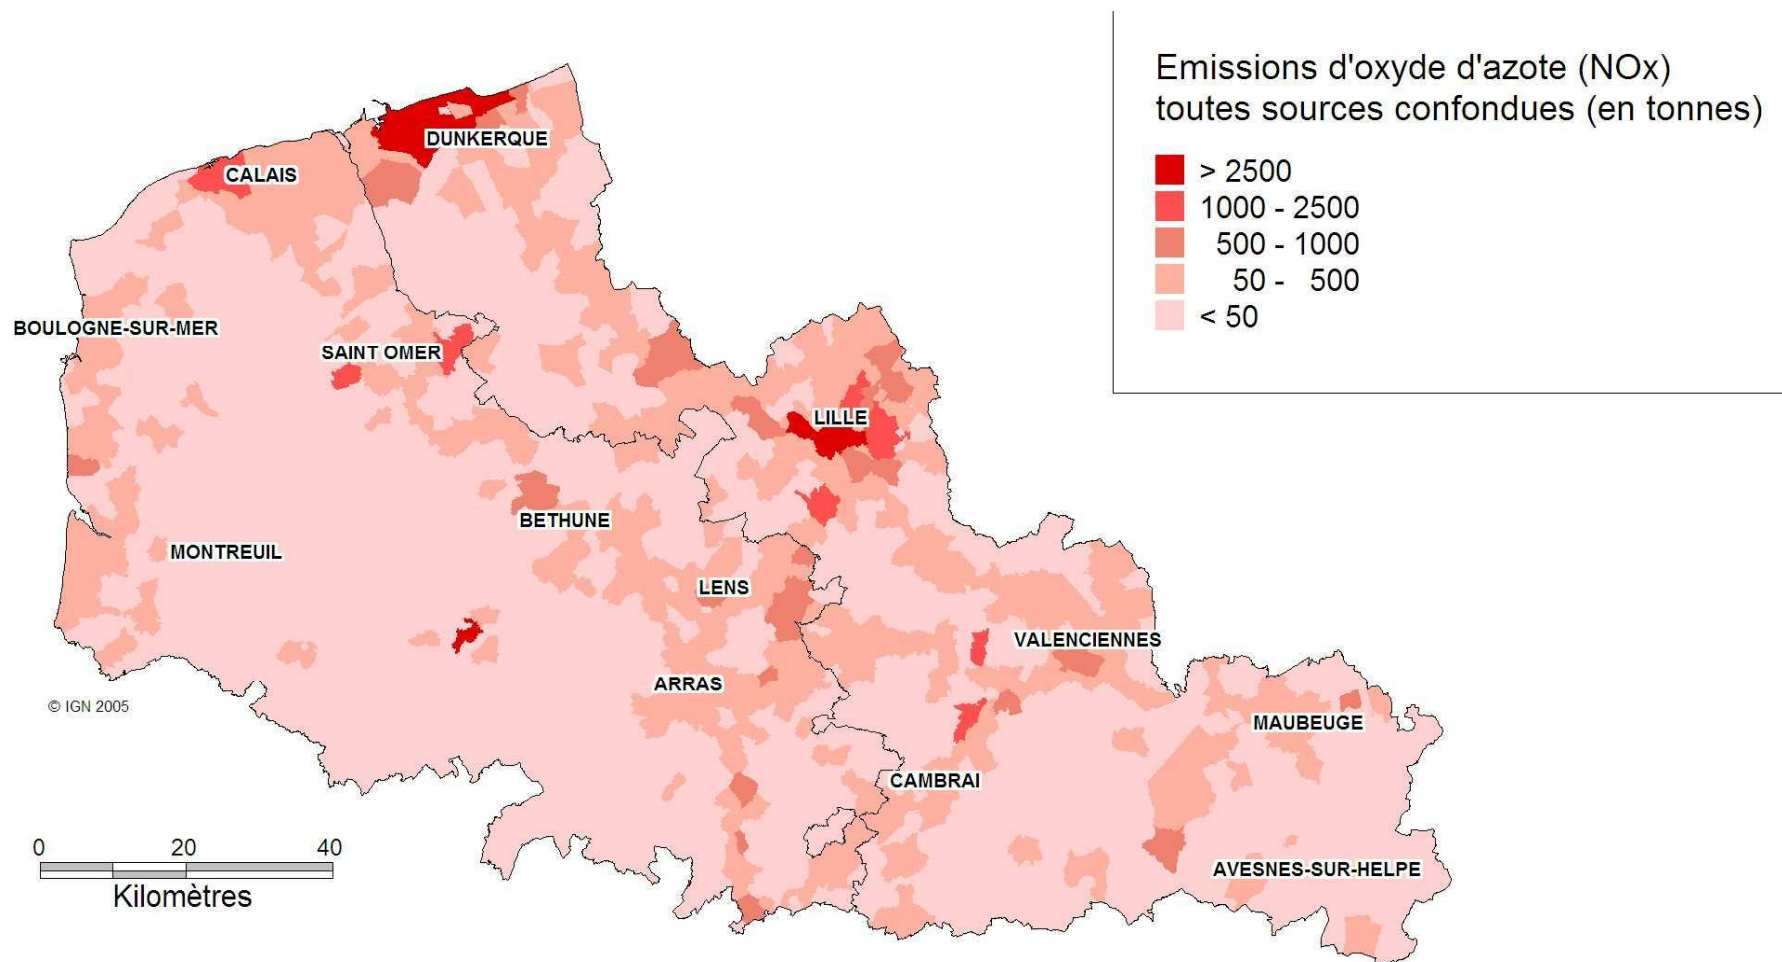 Emissions d'oxyde d'azote (NOx)
toutes sources confondues (en tonnes)
> 2500
1000 - 2500
500 - 1000
50 - 500
< 50
DUNKERQUE
CALAIS
BOULOGNE-SUR-MER
SAINT OMER
LILLE
BETHUNE
MONTREUIL
LENS
VALENCIENNES
ARRAS
© IGN 2005
MAUBEUGE
CAMBRAI
AVESNES-SUR-HELPE
0 20 40
Kilomètres